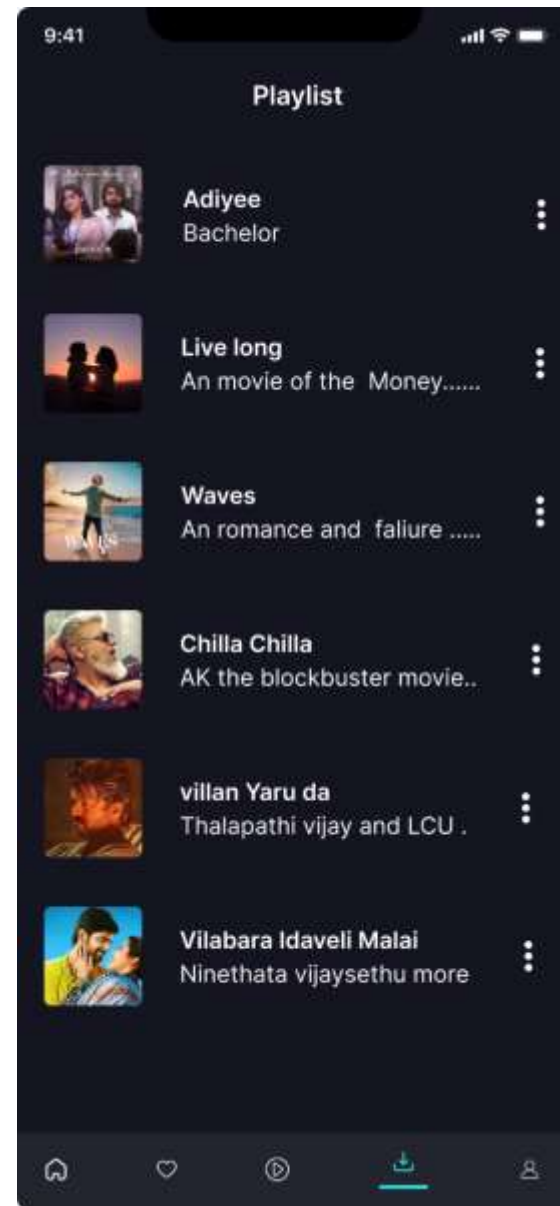 9:41
Playlist
Adiyee
Bachelor
Live long
An movie of the Money......
Waves
An romance and faliure .....
WAVES
Chilla Chilla
AK the blockbuster movie..
villan Yaru da
Thalapathi vijay and LCU .
Vilabara Idaveli Malai
Ninethata vijaysethu more